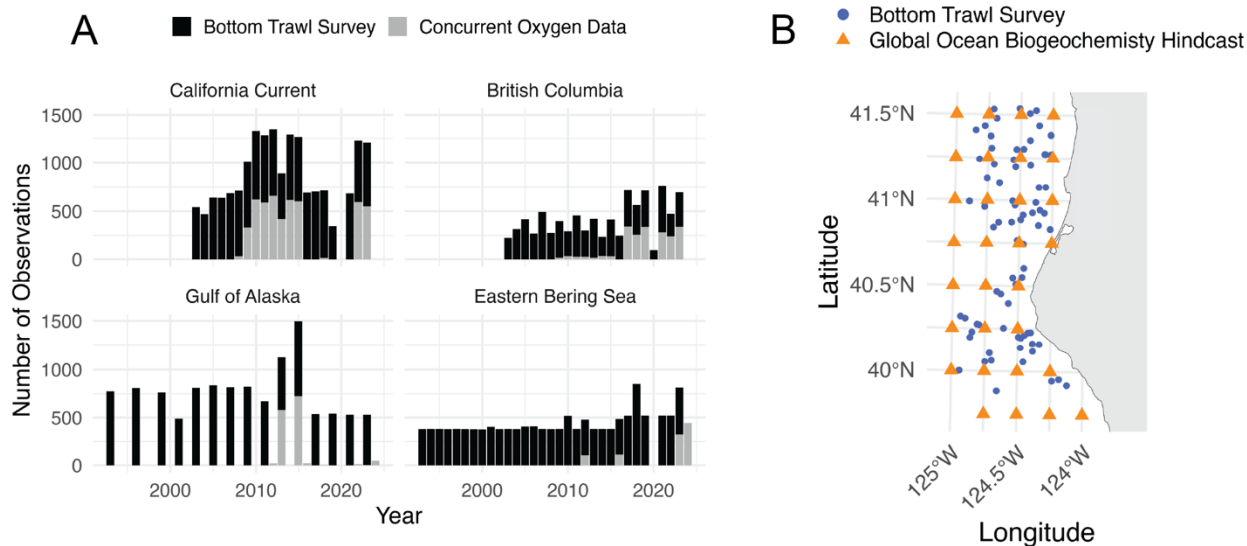 A
Bottom Trawl Survey Concurrent Oxygen Data
California Current British Columbia
1500
1000
500
0
Gulf of Alaska Eastern Bering Sea
1500
1000
500
0
2000 2010 2020 2000 2010 2020
Number of Observations
Year
B
Bottom Trawl Survey
Global Ocean Biogeochemisty Hindcast
41.5°N
41°N
40.5°N
40°N
125°W 124.5°W 124°W
Latitude
Longitude